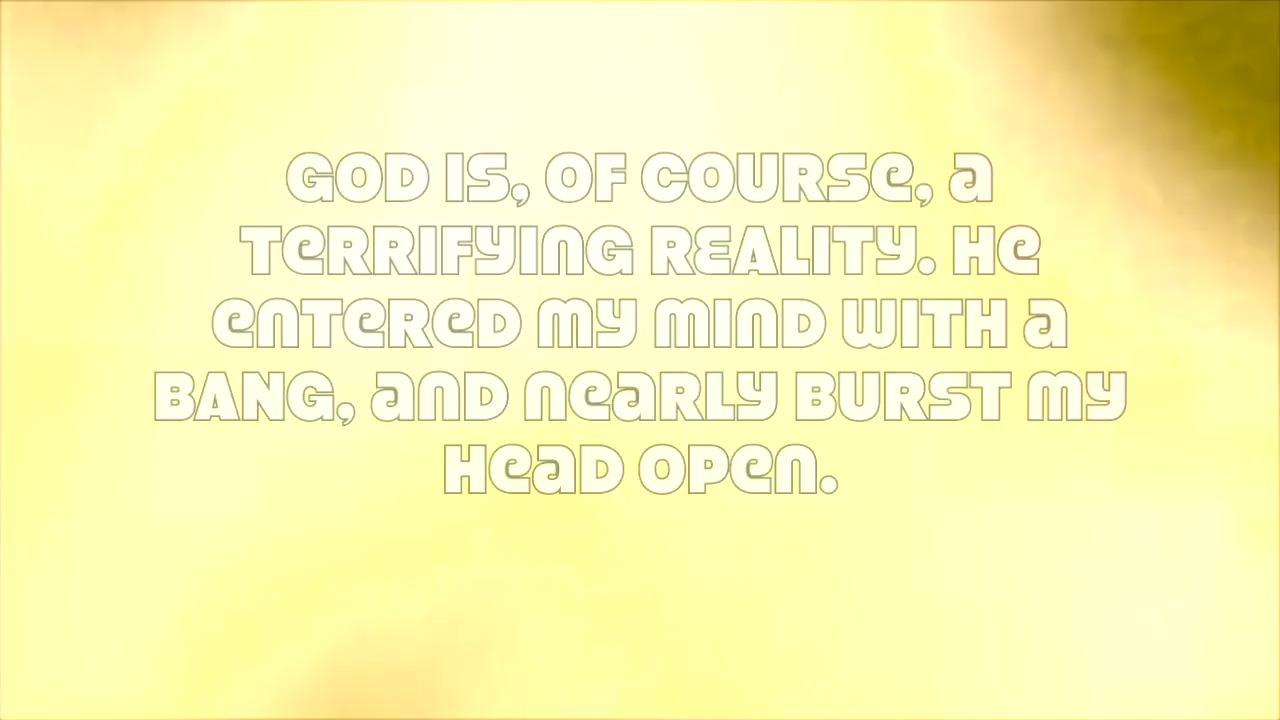 GOD IS, OF COURSE, a
TeRRIFYING REALITY. He
eNTeReD MY MIND WITH a
BANG, aND NeaRLY BURST MY
HeaD OPeN.